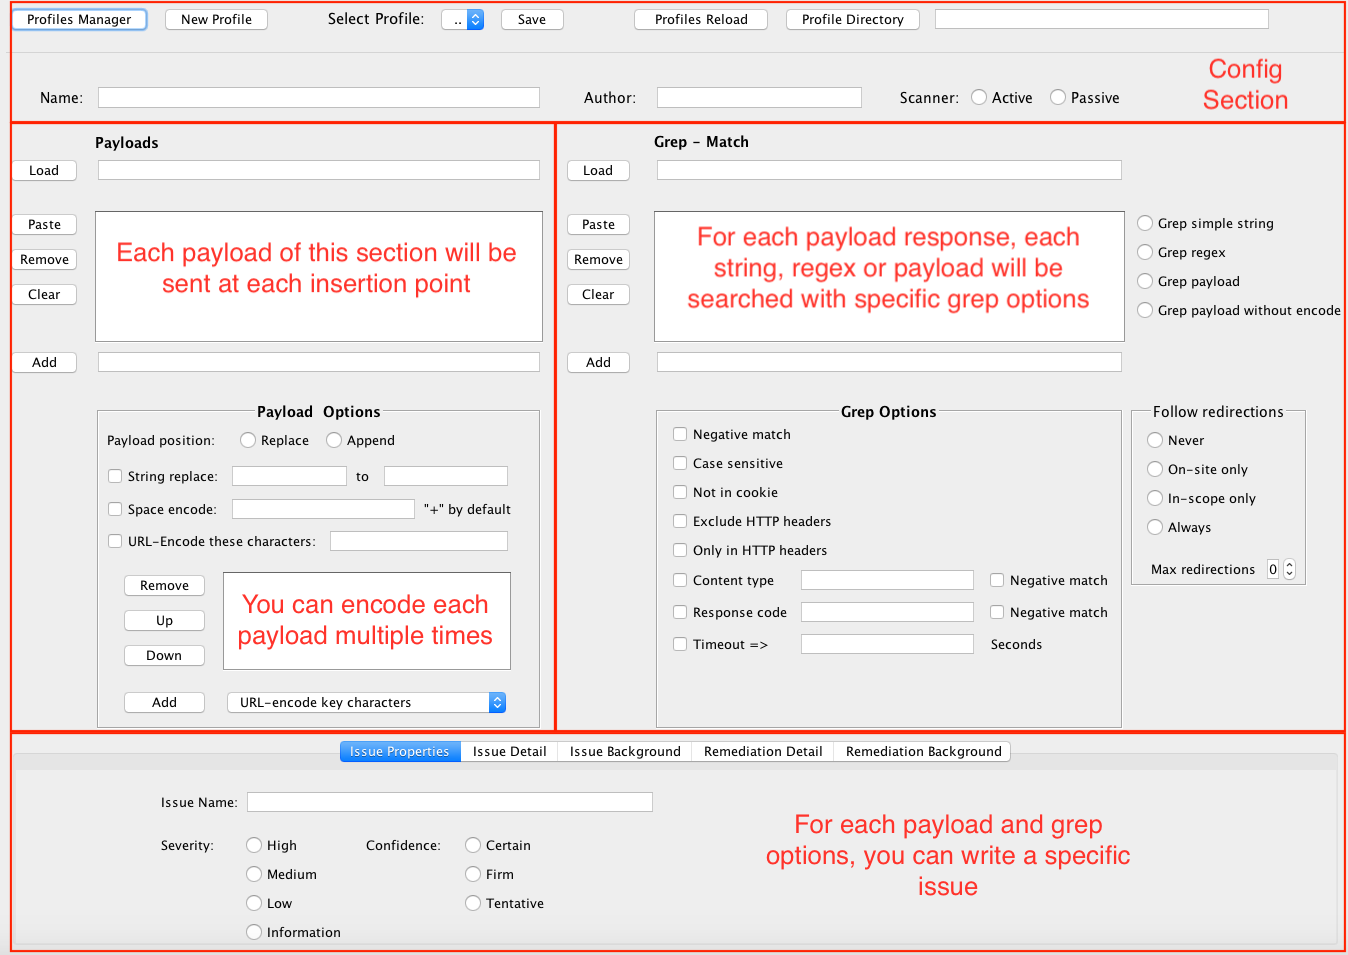 Profiles Manager New Profile Select Profile: .. Save Profiles Reload Profile Directory
Config
Section
Name: Author: Scanner: Active Passive
Payloads
Load
Paste
Remove
Clear
Each payload of this section will be
sent at each insertion point
Add
Payload Options
Payload position: Replace Append
String replace: to
Space encode: "+" by default
URL-Encode these characters:
Remove
Up
Down
You can encode each
payload multiple times
Add URL-encode key characters
Grep - Match
Load
Paste
Remove
Clear
For each payload response, each
string, regex or payload will be
searched with specific grep options
Grep simple string
Grep regex
Grep payload
Grep payload without encode
Add
Grep Options
Negative match
Case sensitive
Not in cookie
Exclude HTTP headers
Only in HTTP headers
Content type Negative match
Response code Negative match
Timeout => Seconds
Follow redirections
Never
On-site only
In-scope only
Always
Max redirections 0
Issue Properties Issue Detail Issue Background Remediation Detail Remediation Background
Issue Name:
Severity: High Confidence: Certain
Medium Firm
Low Tentative
Information
For each payload and grep
options, you can write a specific
issue